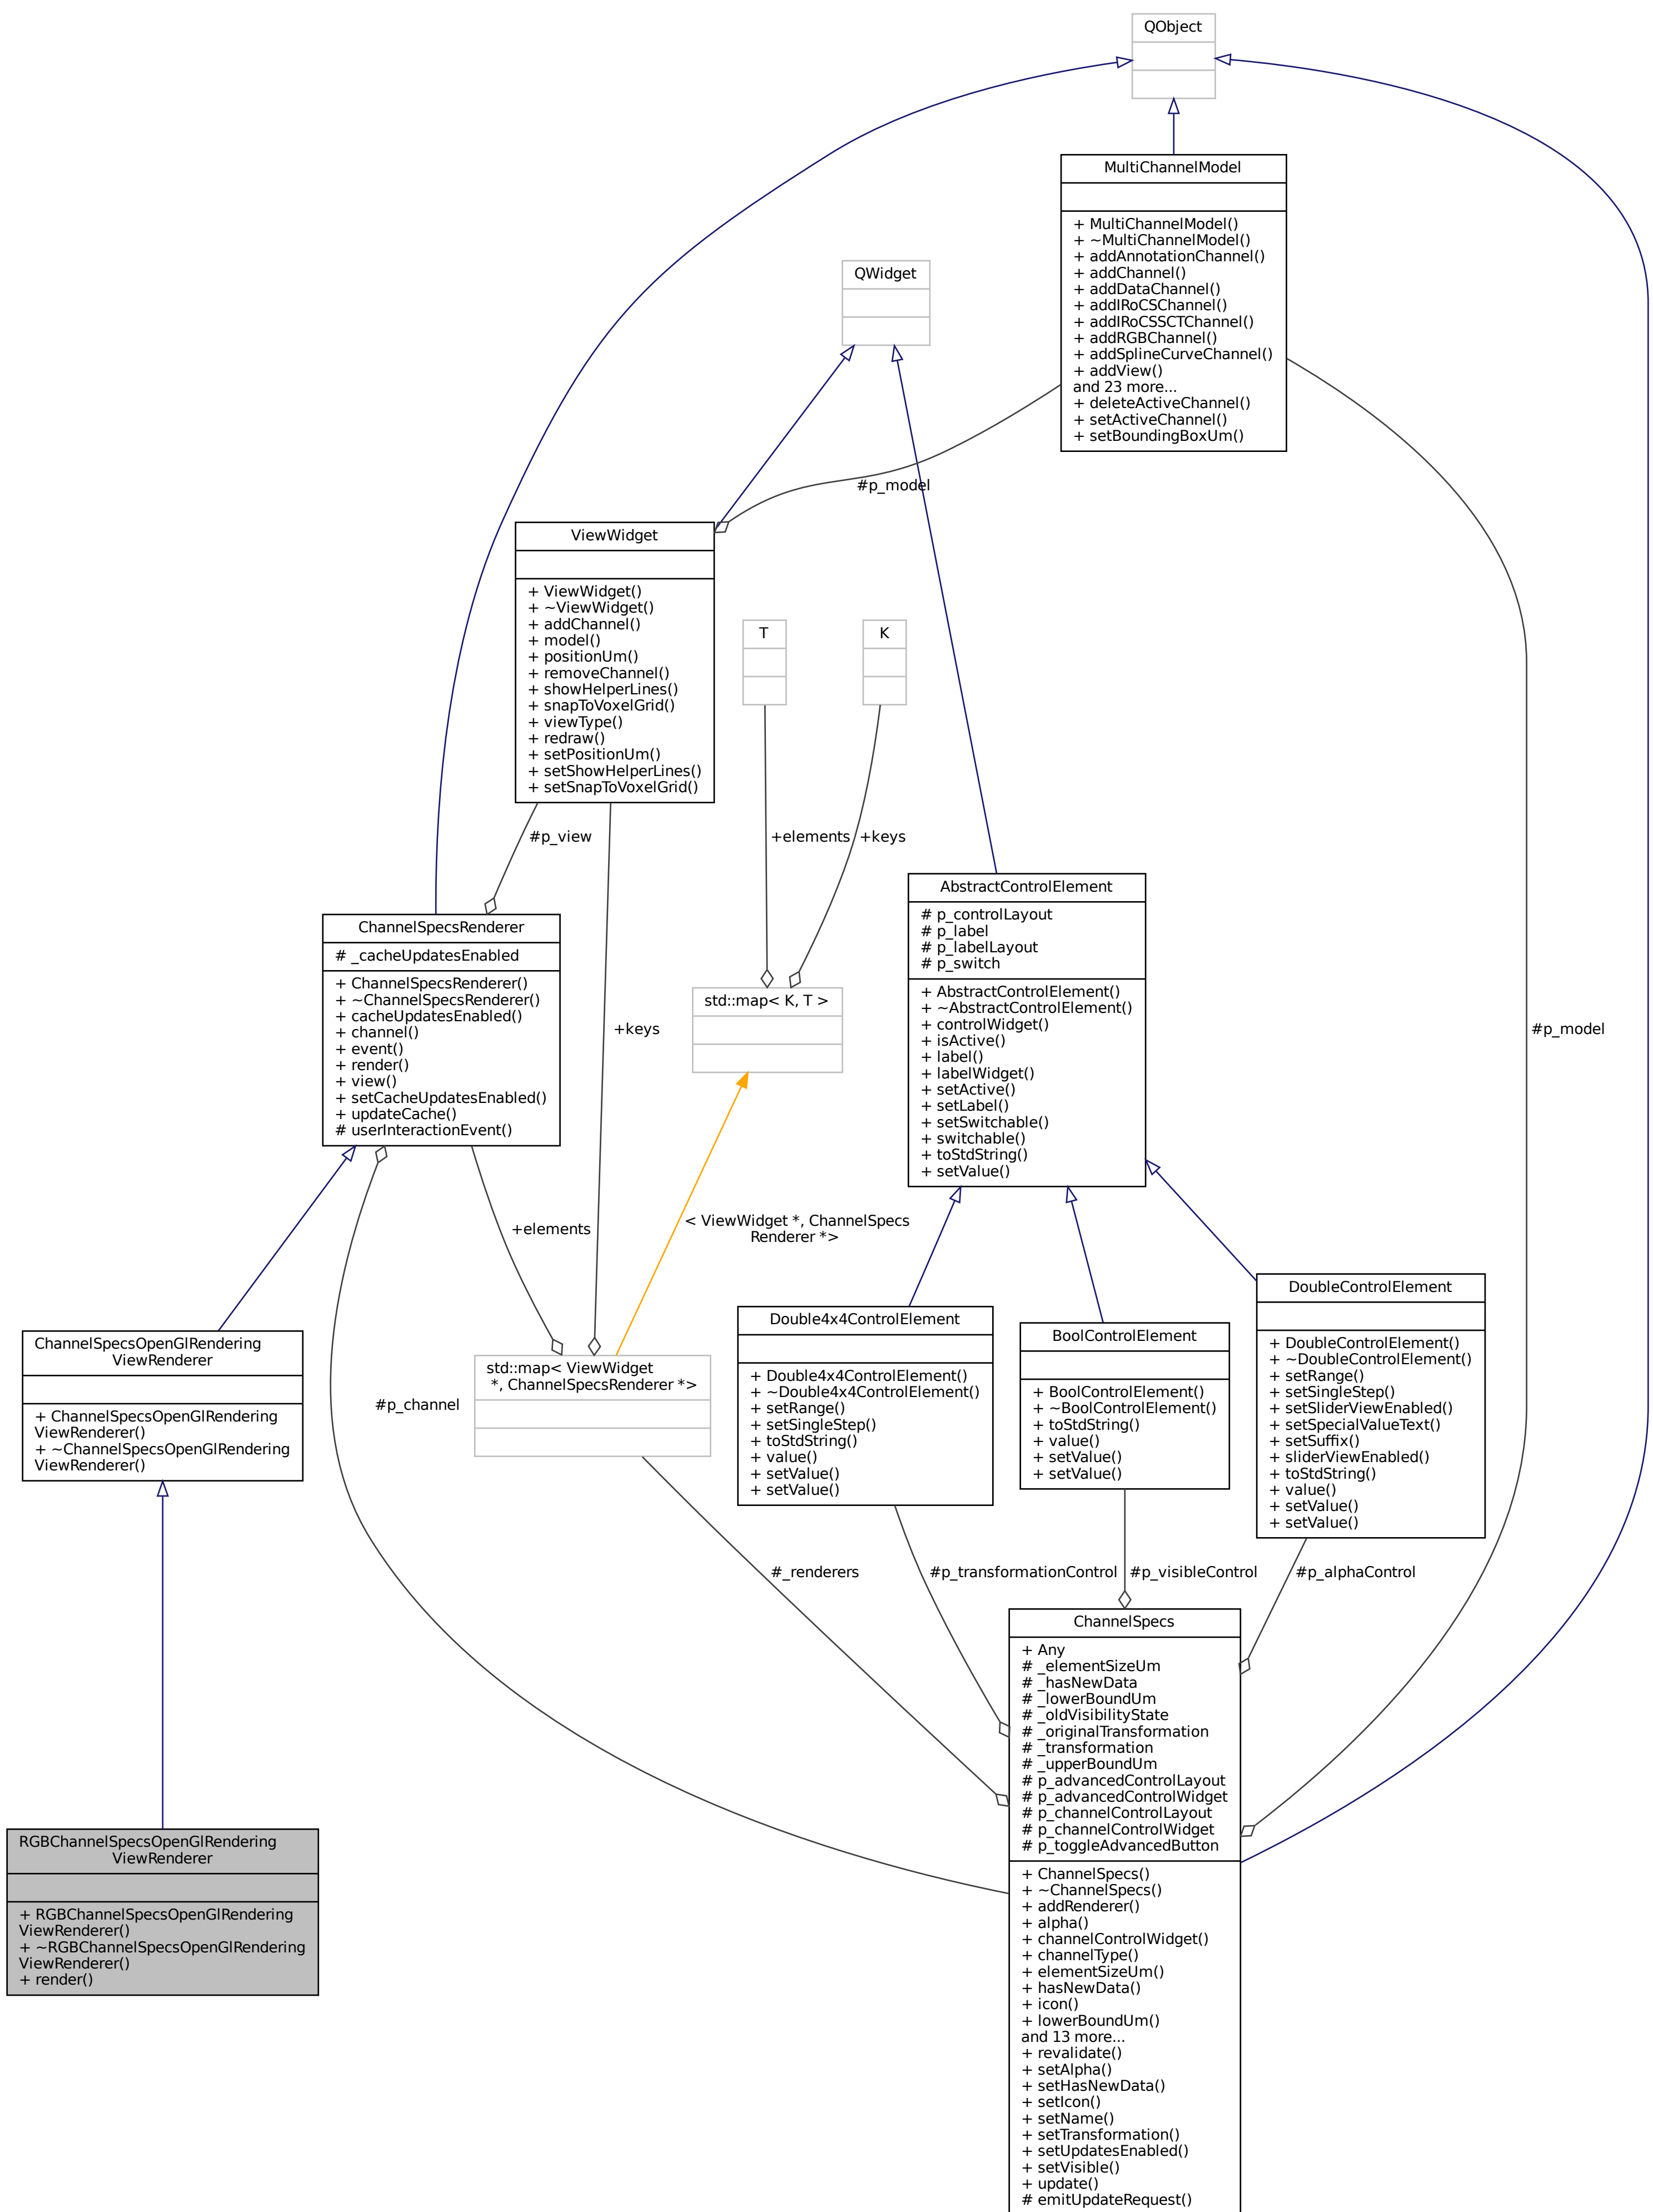 QObject
MultiChannelModel
+ MultiChannelModel()
+ ~MultiChannelModel()
+ addAnnotationChannel()
+ addChannel()
+ addDataChannel()
+ addIRoCSChannel()
+ addIRoCSSCTChannel()
+ addRGBChannel()
+ addSplineCurveChannel()
+ addView()
and 23 more...
+ deleteActiveChannel()
+ setActiveChannel()
+ setBoundingBoxUm()
QWidget
#p_model
ViewWidget
+ ViewWidget()
+ ~ViewWidget()
+ addChannel()
+ model()
+ positionUm()
+ removeChannel()
+ showHelperLines()
+ snapToVoxelGrid()
+ viewType()
+ redraw()
+ setPositionUm()
+ setShowHelperLines()
+ setSnapToVoxelGrid()
T
K
#p_view
+elements
+keys
AbstractControlElement
# p_controlLayout
# p_label
# p_labelLayout
# p_switch
+ AbstractControlElement()
+ ~AbstractControlElement()
+ controlWidget()
+ isActive()
+ label()
+ labelWidget()
+ setActive()
+ setLabel()
+ setSwitchable()
+ switchable()
+ toStdString()
+ setValue()
ChannelSpecsRenderer
# _cacheUpdatesEnabled
+ ChannelSpecsRenderer()
+ ~ChannelSpecsRenderer()
+ cacheUpdatesEnabled()
+ channel()
+ event()
+ render()
+ view()
+ setCacheUpdatesEnabled()
+ updateCache()
# userInteractionEvent()
+keys
std::map< K, T >
#p_model
+elements
< ViewWidget *, ChannelSpecs
Renderer *>
ChannelSpecsOpenGlRendering
ViewRenderer
+ ChannelSpecsOpenGlRendering
ViewRenderer()
+ ~ChannelSpecsOpenGlRendering
ViewRenderer()
#p_channel
std::map< ViewWidget
*, ChannelSpecsRenderer *>
Double4x4ControlElement
+ Double4x4ControlElement()
+ ~Double4x4ControlElement()
+ setRange()
+ setSingleStep()
+ toStdString()
+ value()
+ setValue()
+ setValue()
BoolControlElement
+ BoolControlElement()
+ ~BoolControlElement()
+ toStdString()
+ value()
+ setValue()
+ setValue()
DoubleControlElement
+ DoubleControlElement()
+ ~DoubleControlElement()
+ setRange()
+ setSingleStep()
+ setSliderViewEnabled()
+ setSpecialValueText()
+ setSuffix()
+ sliderViewEnabled()
+ toStdString()
+ value()
+ setValue()
+ setValue()
#_renderers
#p_transformationControl
#p_visibleControl
#p_alphaControl
RGBChannelSpecsOpenGlRendering
ViewRenderer
+ RGBChannelSpecsOpenGlRendering
ViewRenderer()
+ ~RGBChannelSpecsOpenGlRendering
ViewRenderer()
+ render()
ChannelSpecs
+ Any
# _elementSizeUm
# _hasNewData
# _lowerBoundUm
# _oldVisibilityState
# _originalTransformation
# _transformation
# _upperBoundUm
# p_advancedControlLayout
# p_advancedControlWidget
# p_channelControlLayout
# p_channelControlWidget
# p_toggleAdvancedButton
+ ChannelSpecs()
+ ~ChannelSpecs()
+ addRenderer()
+ alpha()
+ channelControlWidget()
+ channelType()
+ elementSizeUm()
+ hasNewData()
+ icon()
+ lowerBoundUm()
and 13 more...
+ revalidate()
+ setAlpha()
+ setHasNewData()
+ setIcon()
+ setName()
+ setTransformation()
+ setUpdatesEnabled()
+ setVisible()
+ update()
# emitUpdateRequest()